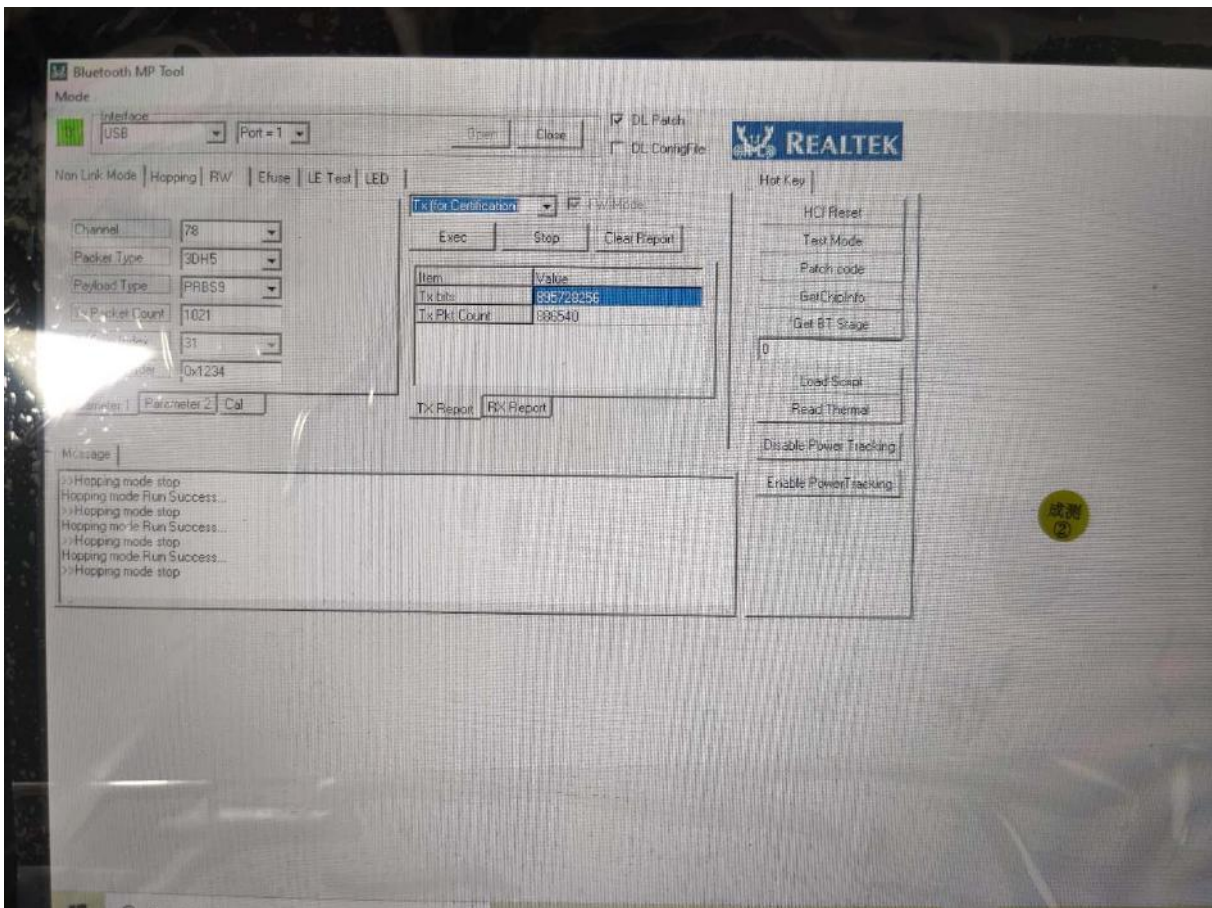 Bluetooth MP Tool
Mode
Interface
USB
Port = 1
Open
Close
DL Patch
DL ConfigFile
REALTEK
Non Link Mode
Hopping
RW
Efuse
LE Test
LED
Hot Key
Tx (for Certification
FW Mode
Channel
78
Packet Type
3DH5
Payload Type
PRBS9
Tx Packet Count
1021
31
0x1234
Exec
Stop
Clear Report
Item
Value
Tx bits
895728256
Tx Pkt Count
886540
Parameter 2
Cal
TX Report
RX Report
HCI Reset
Test Mode
Patch code
GetChipInfo
Get BT Stage
0
Load Script
Read Thermal
Disable Power Tracking
Enable PowerTracking
Message
>>Hopping mode stop
Hopping mode Run Success...
>>Hopping mode stop
Hopping mode Run Success...
>>Hopping mode stop
Hopping mode Run Success...
>>Hopping mode stop
成测
②